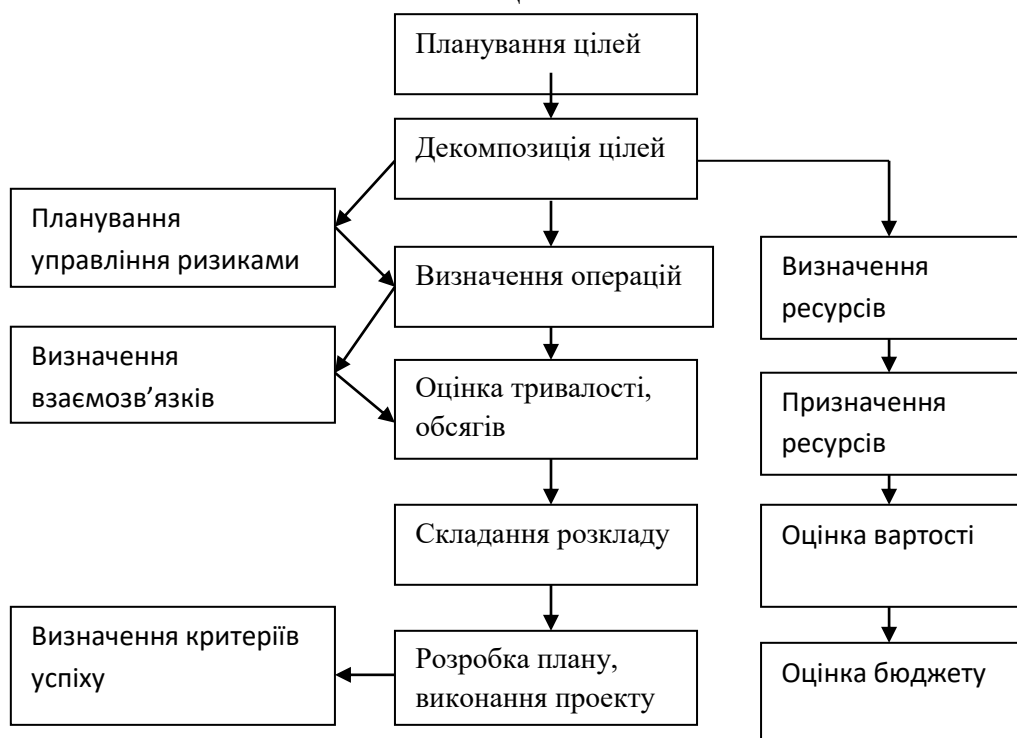 Планування цілей
Декомпозиція цілей
Планування
управління ризиками
Визначення операцій
Визначення
ресурсів
Визначення
взаємозв’язків
Оцінка тривалості,
обсягів
Призначення
ресурсів
Складання розкладу
Оцінка вартості
Визначення критеріїв
успіху
Розробка плану,
виконання проекту
Оцінка бюджету